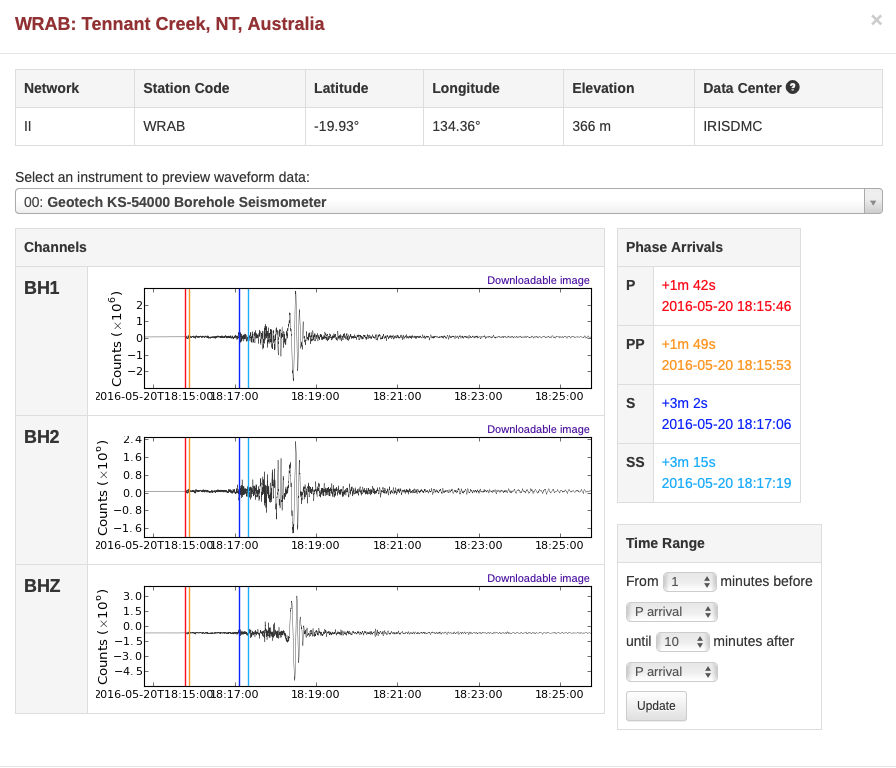 WRAB: Tennant Creek, NT, Australia
×
Network Station Code Latitude Longitude Elevation Data Center ?
II WRAB -19.93° 134.36° 366 m IRISDMC
Select an instrument to preview waveform data:
00: Geotech KS-54000 Borehole Seismometer
Channels
BH1
Downloadable image
Counts (×10⁶)
2
1
0
−1
−2
2016-05-20T18:15:00 18:17:00 18:19:00 18:21:00 18:23:00 18:25:00
BH2
Downloadable image
Counts (×10⁶)
2.4
1.6
0.8
0.0
−0.8
−1.6
2016-05-20T18:15:00 18:17:00 18:19:00 18:21:00 18:23:00 18:25:00
BHZ
Downloadable image
Counts (×10⁶)
3.0
1.5
0.0
−1.5
−3.0
−4.5
2016-05-20T18:15:00 18:17:00 18:19:00 18:21:00 18:23:00 18:25:00
Phase Arrivals
P +1m 42s
2016-05-20 18:15:46
PP +1m 49s
2016-05-20 18:15:53
S +3m 2s
2016-05-20 18:17:06
SS +3m 15s
2016-05-20 18:17:19
Time Range
From 1 minutes before
P arrival
until 10 minutes after
P arrival
Update